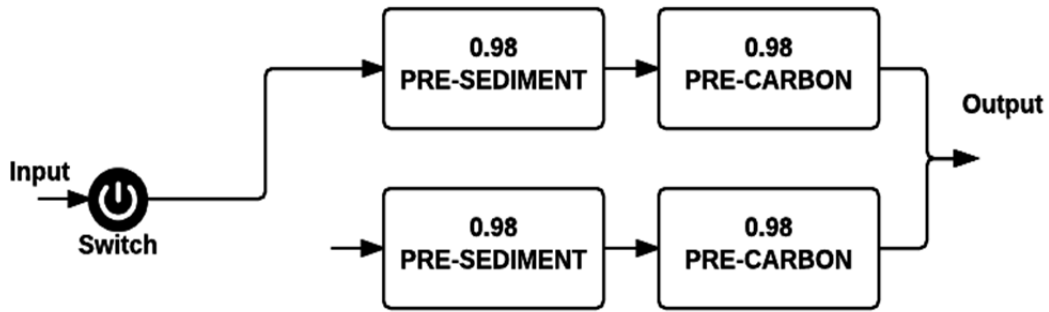 0.98
PRE-SEDIMENT
0.98
PRE-CARBON
Output
Input
Switch
0.98
PRE-SEDIMENT
0.98
PRE-CARBON